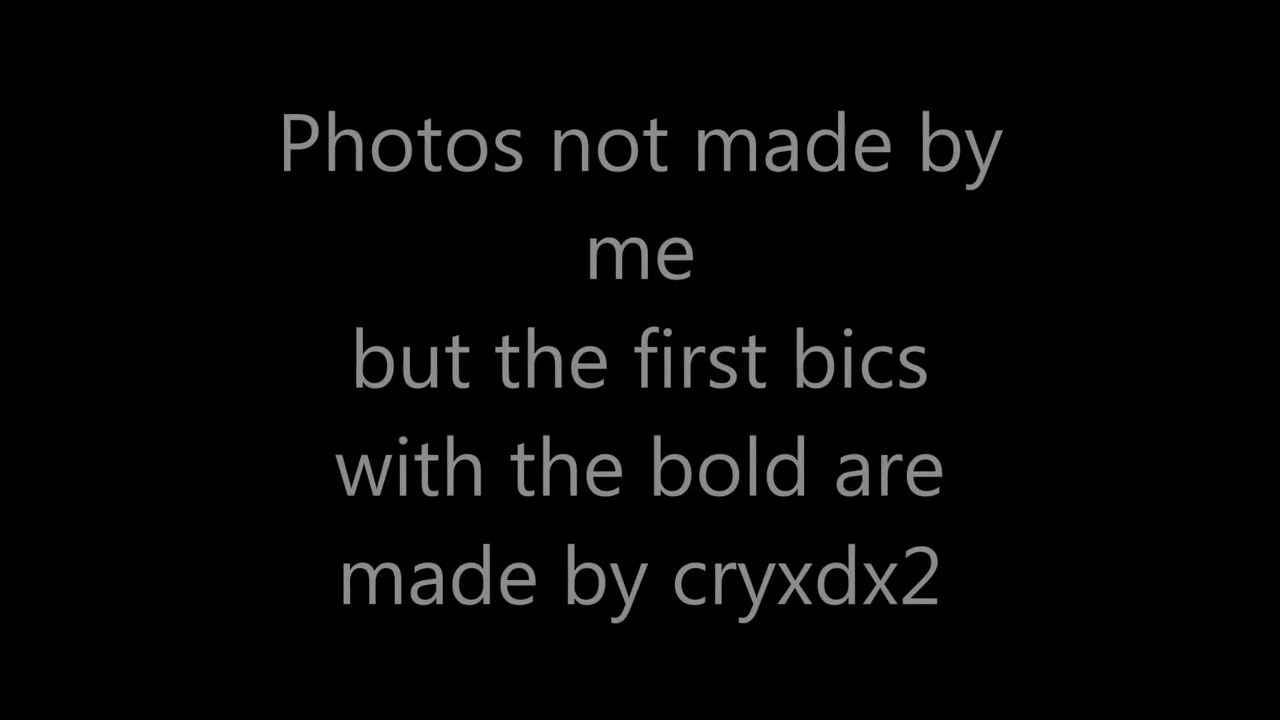 Photos not made by
me
but the first bics
with the bold are
made by cryxdx2